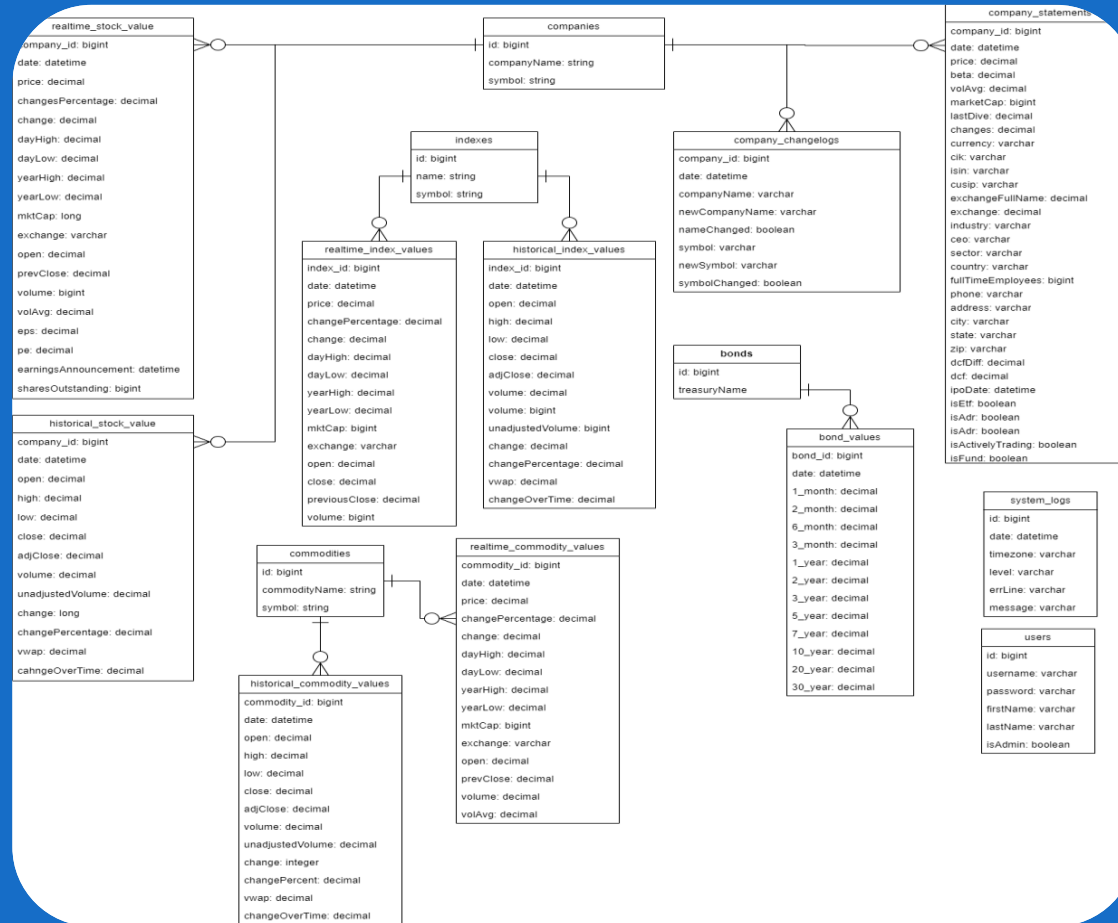 realtime_stock_value
company_id: bigint
date: datetime
price: decimal
changesPercentage: decimal
change: decimal
dayHigh: decimal
dayLow: decimal
yearHigh: decimal
yearLow: decimal
mktCap: long
exchange: varchar
open: decimal
prevClose: decimal
volume: bigint
volAvg: decimal
eps: decimal
pe: decimal
earningsAnnouncement: datetime
sharesOutstanding: bigint
historical_stock_value
company_id: bigint
date: datetime
open: decimal
high: decimal
low: decimal
close: decimal
adjClose: decimal
volume: decimal
unadjustedVolume: decimal
change: long
changePercentage: decimal
vwap: decimal
cahngeOverTime: decimal
companies
id: bigint
companyName: string
symbol: string
indexes
id: bigint
name: string
symbol: string
realtime_index_values
index_id: bigint
date: datetime
price: decimal
changePercentage: decimal
change: decimal
dayHigh: decimal
dayLow: decimal
yearHigh: decimal
yearLow: decimal
mktCap: bigint
exchange: varchar
open: decimal
close: decimal
previousClose: decimal
volume: bigint
historical_index_values
index_id: bigint
date: datetime
open: decimal
high: decimal
low: decimal
close: decimal
adjClose: decimal
volume: decimal
volume: bigint
unadjustedVolume: bigint
change: decimal
changePercentage: decimal
vwap: decimal
changeOverTime: decimal
commodities
id: bigint
commodityName: string
symbol: string
historical_commodity_values
commodity_id: bigint
date: datetime
open: decimal
high: decimal
low: decimal
close: decimal
adjClose: decimal
volume: decimal
unadjustedVolume: decimal
change: integer
changePercent: decimal
vwap: decimal
changeOverTime: decimal
realtime_commodity_values
commodity_id: bigint
date: datetime
price: decimal
changePercentage: decimal
change: decimal
dayHigh: decimal
dayLow: decimal
yearHigh: decimal
yearLow: decimal
mktCap: bigint
exchange: varchar
open: decimal
prevClose: decimal
volume: decimal
volAvg: decimal
company_changelogs
company_id: bigint
date: datetime
companyName: varchar
newCompanyName: varchar
nameChanged: boolean
symbol: varchar
newSymbol: varchar
symbolChanged: boolean
bonds
id: bigint
treasuryName
bond_values
bond_id: bigint
date: datetime
1_month: decimal
2_month: decimal
6_month: decimal
3_month: decimal
1_year: decimal
2_year: decimal
3_year: decimal
5_year: decimal
7_year: decimal
10_year: decimal
20_year: decimal
30_year: decimal
company_statements
company_id: bigint
date: datetime
price: decimal
beta: decimal
volAvg: decimal
marketCap: bigint
lastDive: decimal
changes: decimal
currency: varchar
cik: varchar
isin: varchar
cusip: varchar
exchangeFullName: decimal
exchange: decimal
industry: varchar
ceo: varchar
sector: varchar
country: varchar
fullTimeEmployees: bigint
phone: varchar
address: varchar
city: varchar
state: varchar
zip: varchar
dcfDiff: decimal
dcf: decimal
ipoDate: datetime
isEtf: boolean
isAdr: boolean
isAdr: boolean
isActivelyTrading: boolean
isFund: boolean
system_logs
id: bigint
date: datetime
timezone: varchar
level: varchar
errLine: varchar
message: varchar
users
id: bigint
username: varchar
password: varchar
firstName: varchar
lastName: varchar
isAdmin: boolean